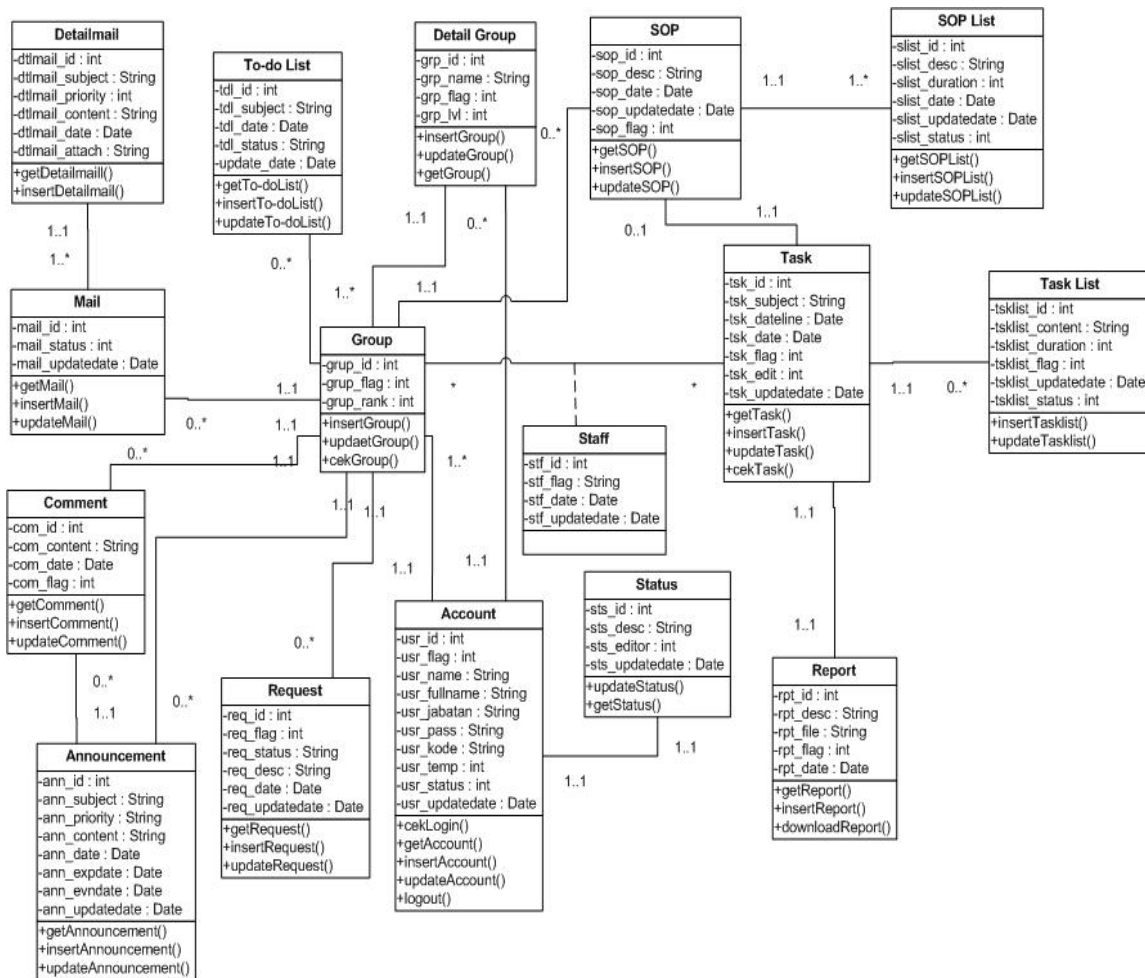 Detailmail
-dtlmail_id : int
-dtlmail_subject : String
-dtlmail_priority : int
-dtlmail_content : String
-dtlmail_date : Date
-dtlmail_attach : String
+getDetailmaill()
+insertDetailmail()
1..1
1..*
To-do List
-tdl_id : int
-tdl_subject : String
-tdl_date : Date
-tdl_status : String
-update_date : Date
+getTo-doList()
+insertTo-doList()
+updateTo-doList()
0..*
Detail Group
-grp_id : int
-grp_name : String
-grp_flag : int
-grp_lvl : int
+insertGroup()
+updateGroup()
+getGroup()
1..1
0..*
1..*
0..*
1..1
SOP
-sop_id : int
-sop_desc : String
-sop_date : Date
-sop_updatedate : Date
-sop_flag : int
+getSOP()
+insertSOP()
+updateSOP()
1..1
1..*
0..1
1..1
SOP List
-slist_id : int
-slist_desc : String
-slist_duration : int
-slist_date : Date
-slist_updatedate : Date
-slist_status : int
+getSOPList()
+insertSOPList()
+updateSOPList()
Mail
-mail_id : int
-mail_status : int
-mail_updatedate : Date
+getMail()
+insertMail()
+updateMail()
0..*
1..1
Group
-grup_id : int
-grup_flag : int
-grup_rank : int
+insertGroup()
+updaetGroup()
+cekGroup()
*
*
1..1
1..1
1..1
1..1
1..*
Task
-tsk_id : int
-tsk_subject : String
-tsk_dateline : Date
-tsk_date : Date
-tsk_flag : int
-tsk_edit : int
-tsk_updatedate : Date
+getTask()
+insertTask()
+updateTask()
+cekTask()
1..1
0..*
1..1
1..1
Task List
-tsklist_id : int
-tsklist_content : String
-tsklist_duration : int
-tsklist_flag : int
-tsklist_updatedate : Date
-tsklist_status : int
+insertTasklist()
+updateTasklist()
Staff
-stf_id : int
-stf_flag : String
-stf_date : Date
-stf_updatedate : Date
0..*
Comment
-com_id : int
-com_content : String
-com_date : Date
-com_flag : int
+getComment()
+insertComment()
+updateComment()
0..*
1..1
0..*
0..*
1..1
1..1
Request
-req_id : int
-req_flag : int
-req_status : String
-req_desc : String
-req_date : Date
-req_updatedate : Date
+getRequest()
+insertRequest()
+updateRequest()
Account
-usr_id : int
-usr_flag : int
-usr_name : String
-usr_fullname : String
-usr_jabatan : String
-usr_pass : String
-usr_kode : String
-usr_temp : int
-usr_status : int
-usr_updatedate : Date
+cekLogin()
+getAccount()
+insertAccount()
+updateAccount()
+logout()
Status
-sts_id : int
-sts_desc : String
-sts_editor : int
-sts_updatedate : Date
+updateStatus()
+getStatus()
1..1
1..1
Report
-rpt_id : int
-rpt_desc : String
-rpt_file : String
-rpt_flag : int
-rpt_date : Date
+getReport()
+insertReport()
+downloadReport()
Announcement
-ann_id : int
-ann_subject : String
-ann_priority : String
-ann_content : String
-ann_date : Date
-ann_expdate : Date
-ann_evndate : Date
-ann_updatedate : Date
+getAnnouncement()
+insertAnnouncement()
+updateAnnouncement()